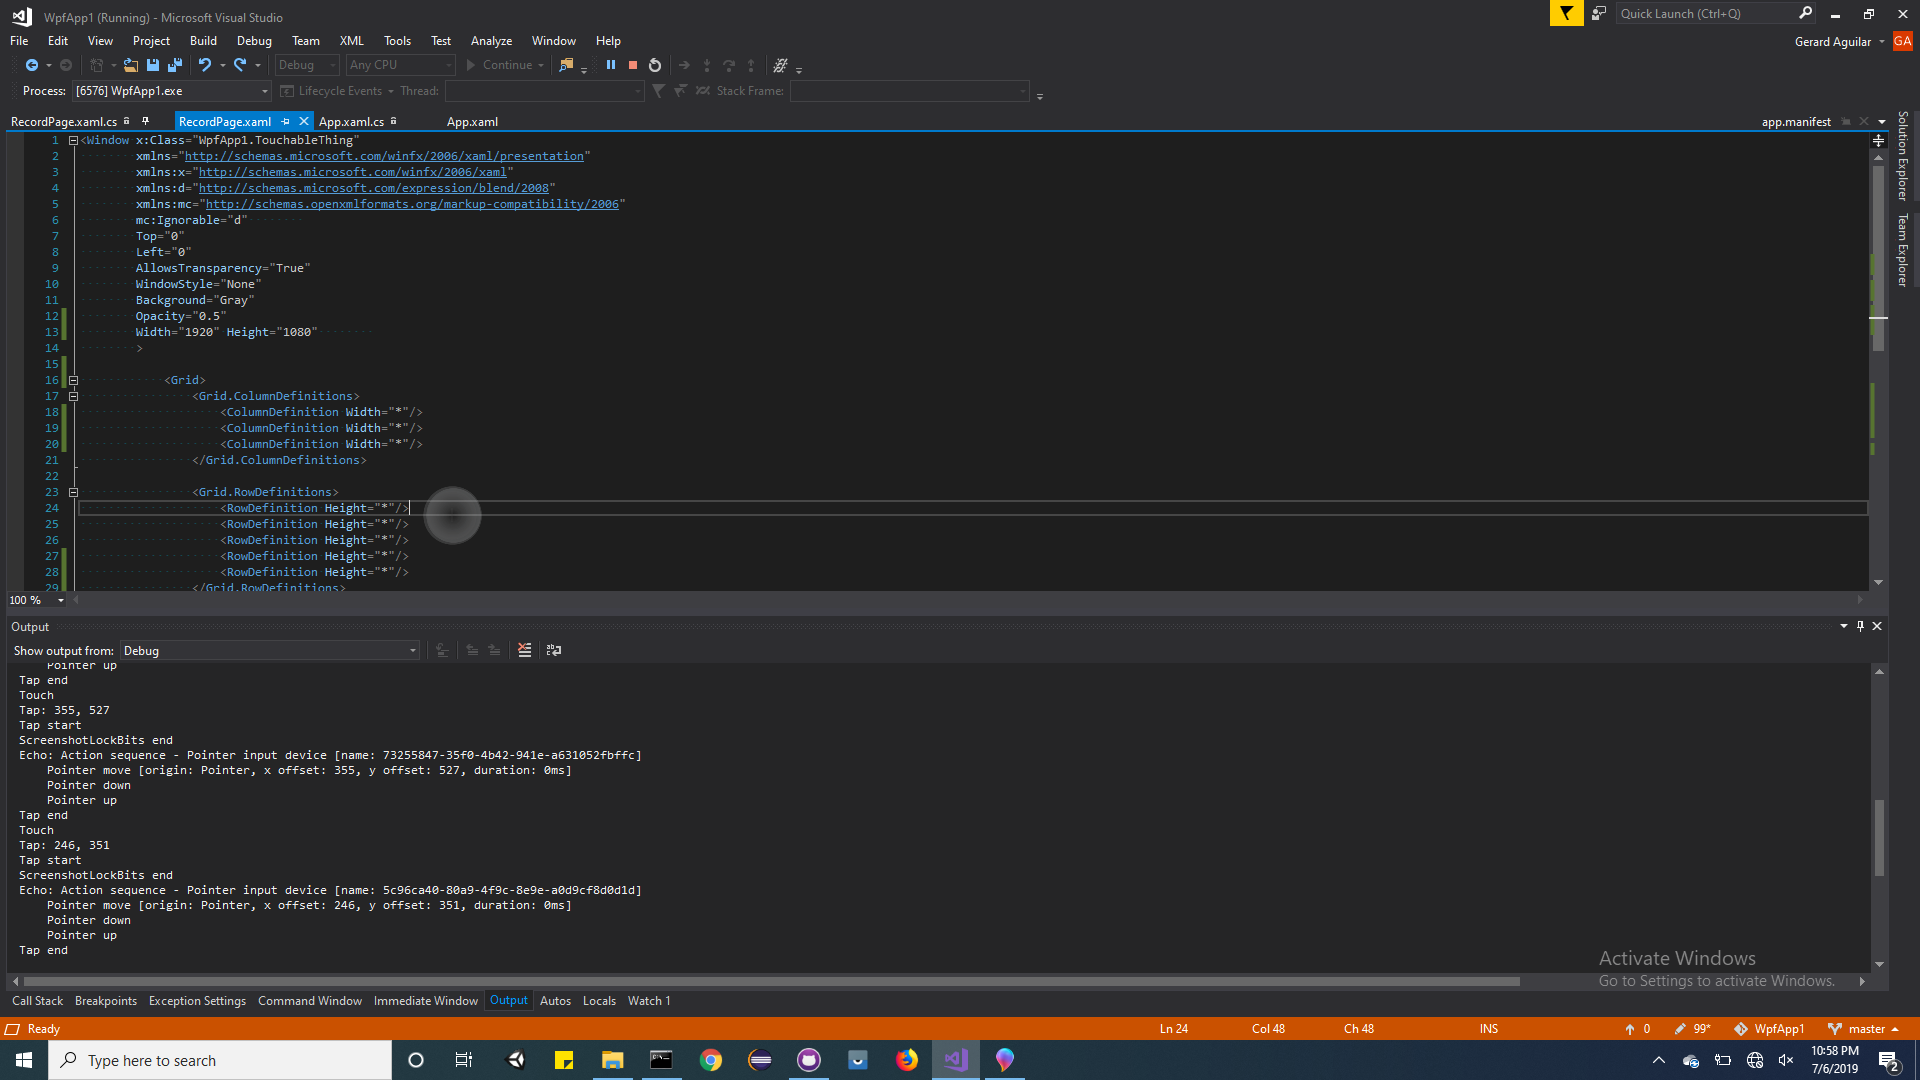 WpfApp1 (Running) - Microsoft Visual Studio
Quick Launch (Ctrl+Q)
File Edit View Project Build Debug Team XML Tools Test Analyze Window Help
Gerard Aguilar GA
Debug Any CPU Continue
Process: [6576] WpfApp1.exe Lifecycle Events Thread: Stack Frame:
RecordPage.xaml.cs RecordPage.xaml App.xaml.cs App.xaml app.manifest
Solution Explorer
Team Explorer
1 <Window x:Class="WpfApp1.TouchableThing"
2 xmlns="http://schemas.microsoft.com/winfx/2006/xaml/presentation"
3 xmlns:x="http://schemas.microsoft.com/winfx/2006/xaml"
4 xmlns:d="http://schemas.microsoft.com/expression/blend/2008"
5 xmlns:mc="http://schemas.openxmlformats.org/markup-compatibility/2006"
6 mc:Ignorable="d"
7 Top="0"
8 Left="0"
9 AllowsTransparency="True"
10 WindowStyle="None"
11 Background="Gray"
12 Opacity="0.5"
13 Width="1920" Height="1080"
14 >
15
16 <Grid>
17 <Grid.ColumnDefinitions>
18 <ColumnDefinition Width="*"/>
19 <ColumnDefinition Width="*"/>
20 <ColumnDefinition Width="*"/>
21 </Grid.ColumnDefinitions>
22
23 <Grid.RowDefinitions>
24 <RowDefinition Height="*"/>
25 <RowDefinition Height="*"/>
26 <RowDefinition Height="*"/>
27 <RowDefinition Height="*"/>
28 <RowDefinition Height="*"/>
29 </Grid.RowDefinitions>
100 %
Output
Show output from: Debug
Pointer up
Tap end
Touch
Tap: 355, 527
Tap start
ScreenshotLockBits end
Echo: Action sequence - Pointer input device [name: 73255847-35f0-4b42-941e-a631052fbffc]
Pointer move [origin: Pointer, x offset: 355, y offset: 527, duration: 0ms]
Pointer down
Pointer up
Tap end
Touch
Tap: 246, 351
Tap start
ScreenshotLockBits end
Echo: Action sequence - Pointer input device [name: 5c96ca40-80a9-4f9c-8e9e-a0d9cf8d0d1d]
Pointer move [origin: Pointer, x offset: 246, y offset: 351, duration: 0ms]
Pointer down
Pointer up
Tap end
Activate Windows
Go to Settings to activate Windows.
Call Stack Breakpoints Exception Settings Command Window Immediate Window Output Autos Locals Watch 1
Ready Ln 24 Col 48 Ch 48 INS 0 99* WpfApp1 master
Type here to search
10:58 PM
7/6/2019
2